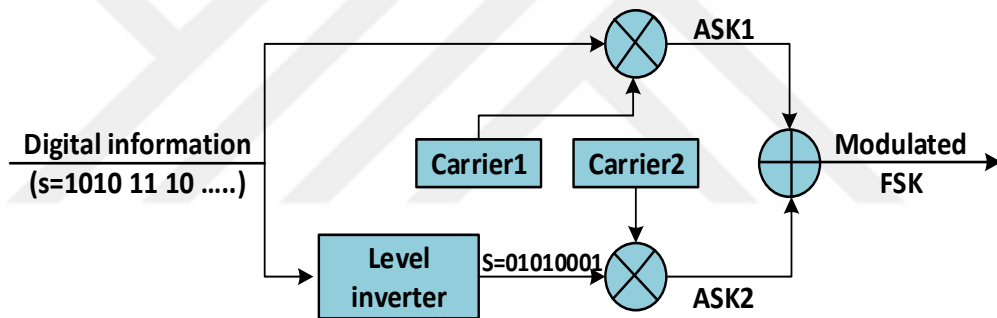 ASK1
Digital information
(s=1010 11 10 .....)
Carrier1
Carrier2
Modulated
FSK
Level
inverter
S=01010001
ASK2